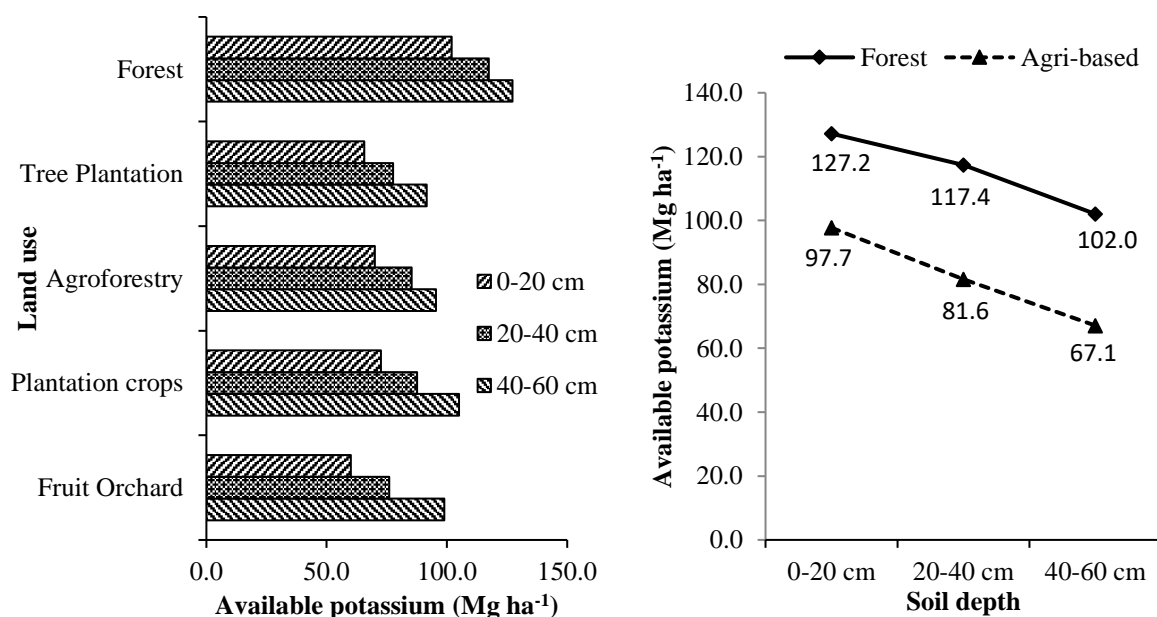 Land use
Forest
Tree Plantation
Agroforestry
Plantation crops
Fruit Orchard
0-20 cm
20-40 cm
40-60 cm
0.0 50.0 100.0 150.0
Available potassium (Mg ha⁻¹)
Forest Agri-based
Available potassium (Mg ha⁻¹)
140.0
120.0
100.0
80.0
60.0
40.0
20.0
0.0
127.2
117.4
102.0
97.7
81.6
67.1
0-20 cm 20-40 cm 40-60 cm
Soil depth